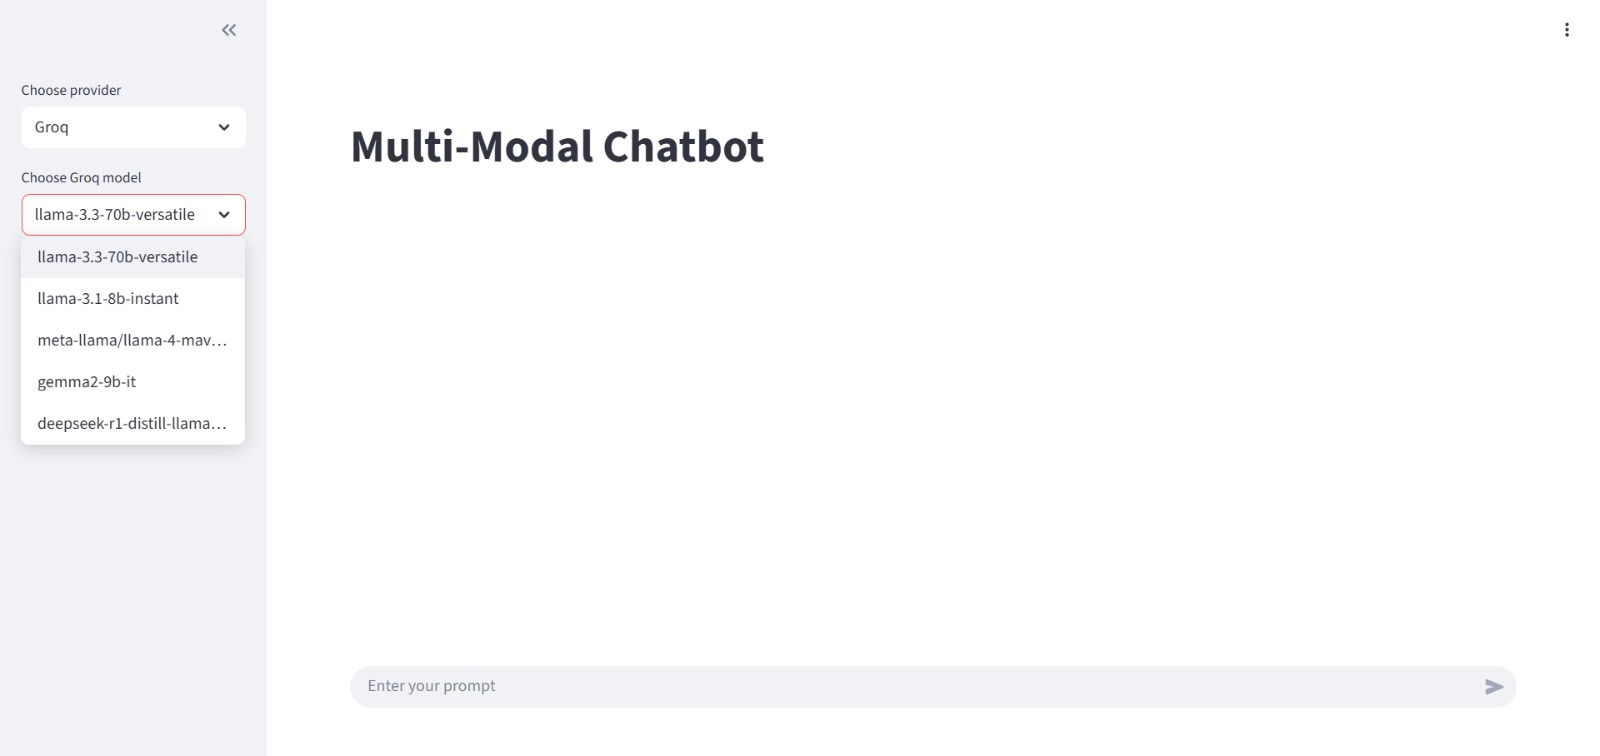 Choose provider
Groq
Choose Groq model
llama-3.3-70b-versatile
llama-3.3-70b-versatile
llama-3.1-8b-instant
meta-llama/llama-4-mav...
gemma2-9b-it
deepseek-r1-distill-llama...
Multi-Modal Chatbot
Enter your prompt